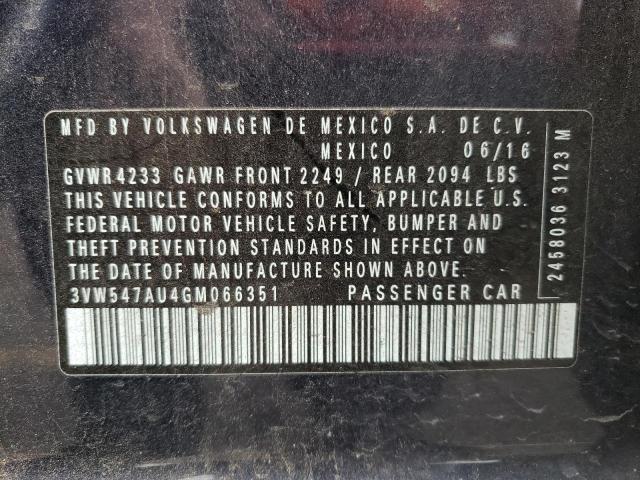 MFD BY VOLKSWAGEN DE MEXICO S.A. DE C.V.
MEXICO 06/16
GVWR4233 GAWR FRONT 2249 / REAR 2094 LBS
THIS VEHICLE CONFORMS TO ALL APPLICABLE U.S.
FEDERAL MOTOR VEHICLE SAFETY, BUMPER AND
THEFT PREVENTION STANDARDS IN EFFECT ON
THE DATE OF MANUFACTURE SHOWN ABOVE.
3VW547AU4GM066351 PASSENGER CAR
2458036 3123 M